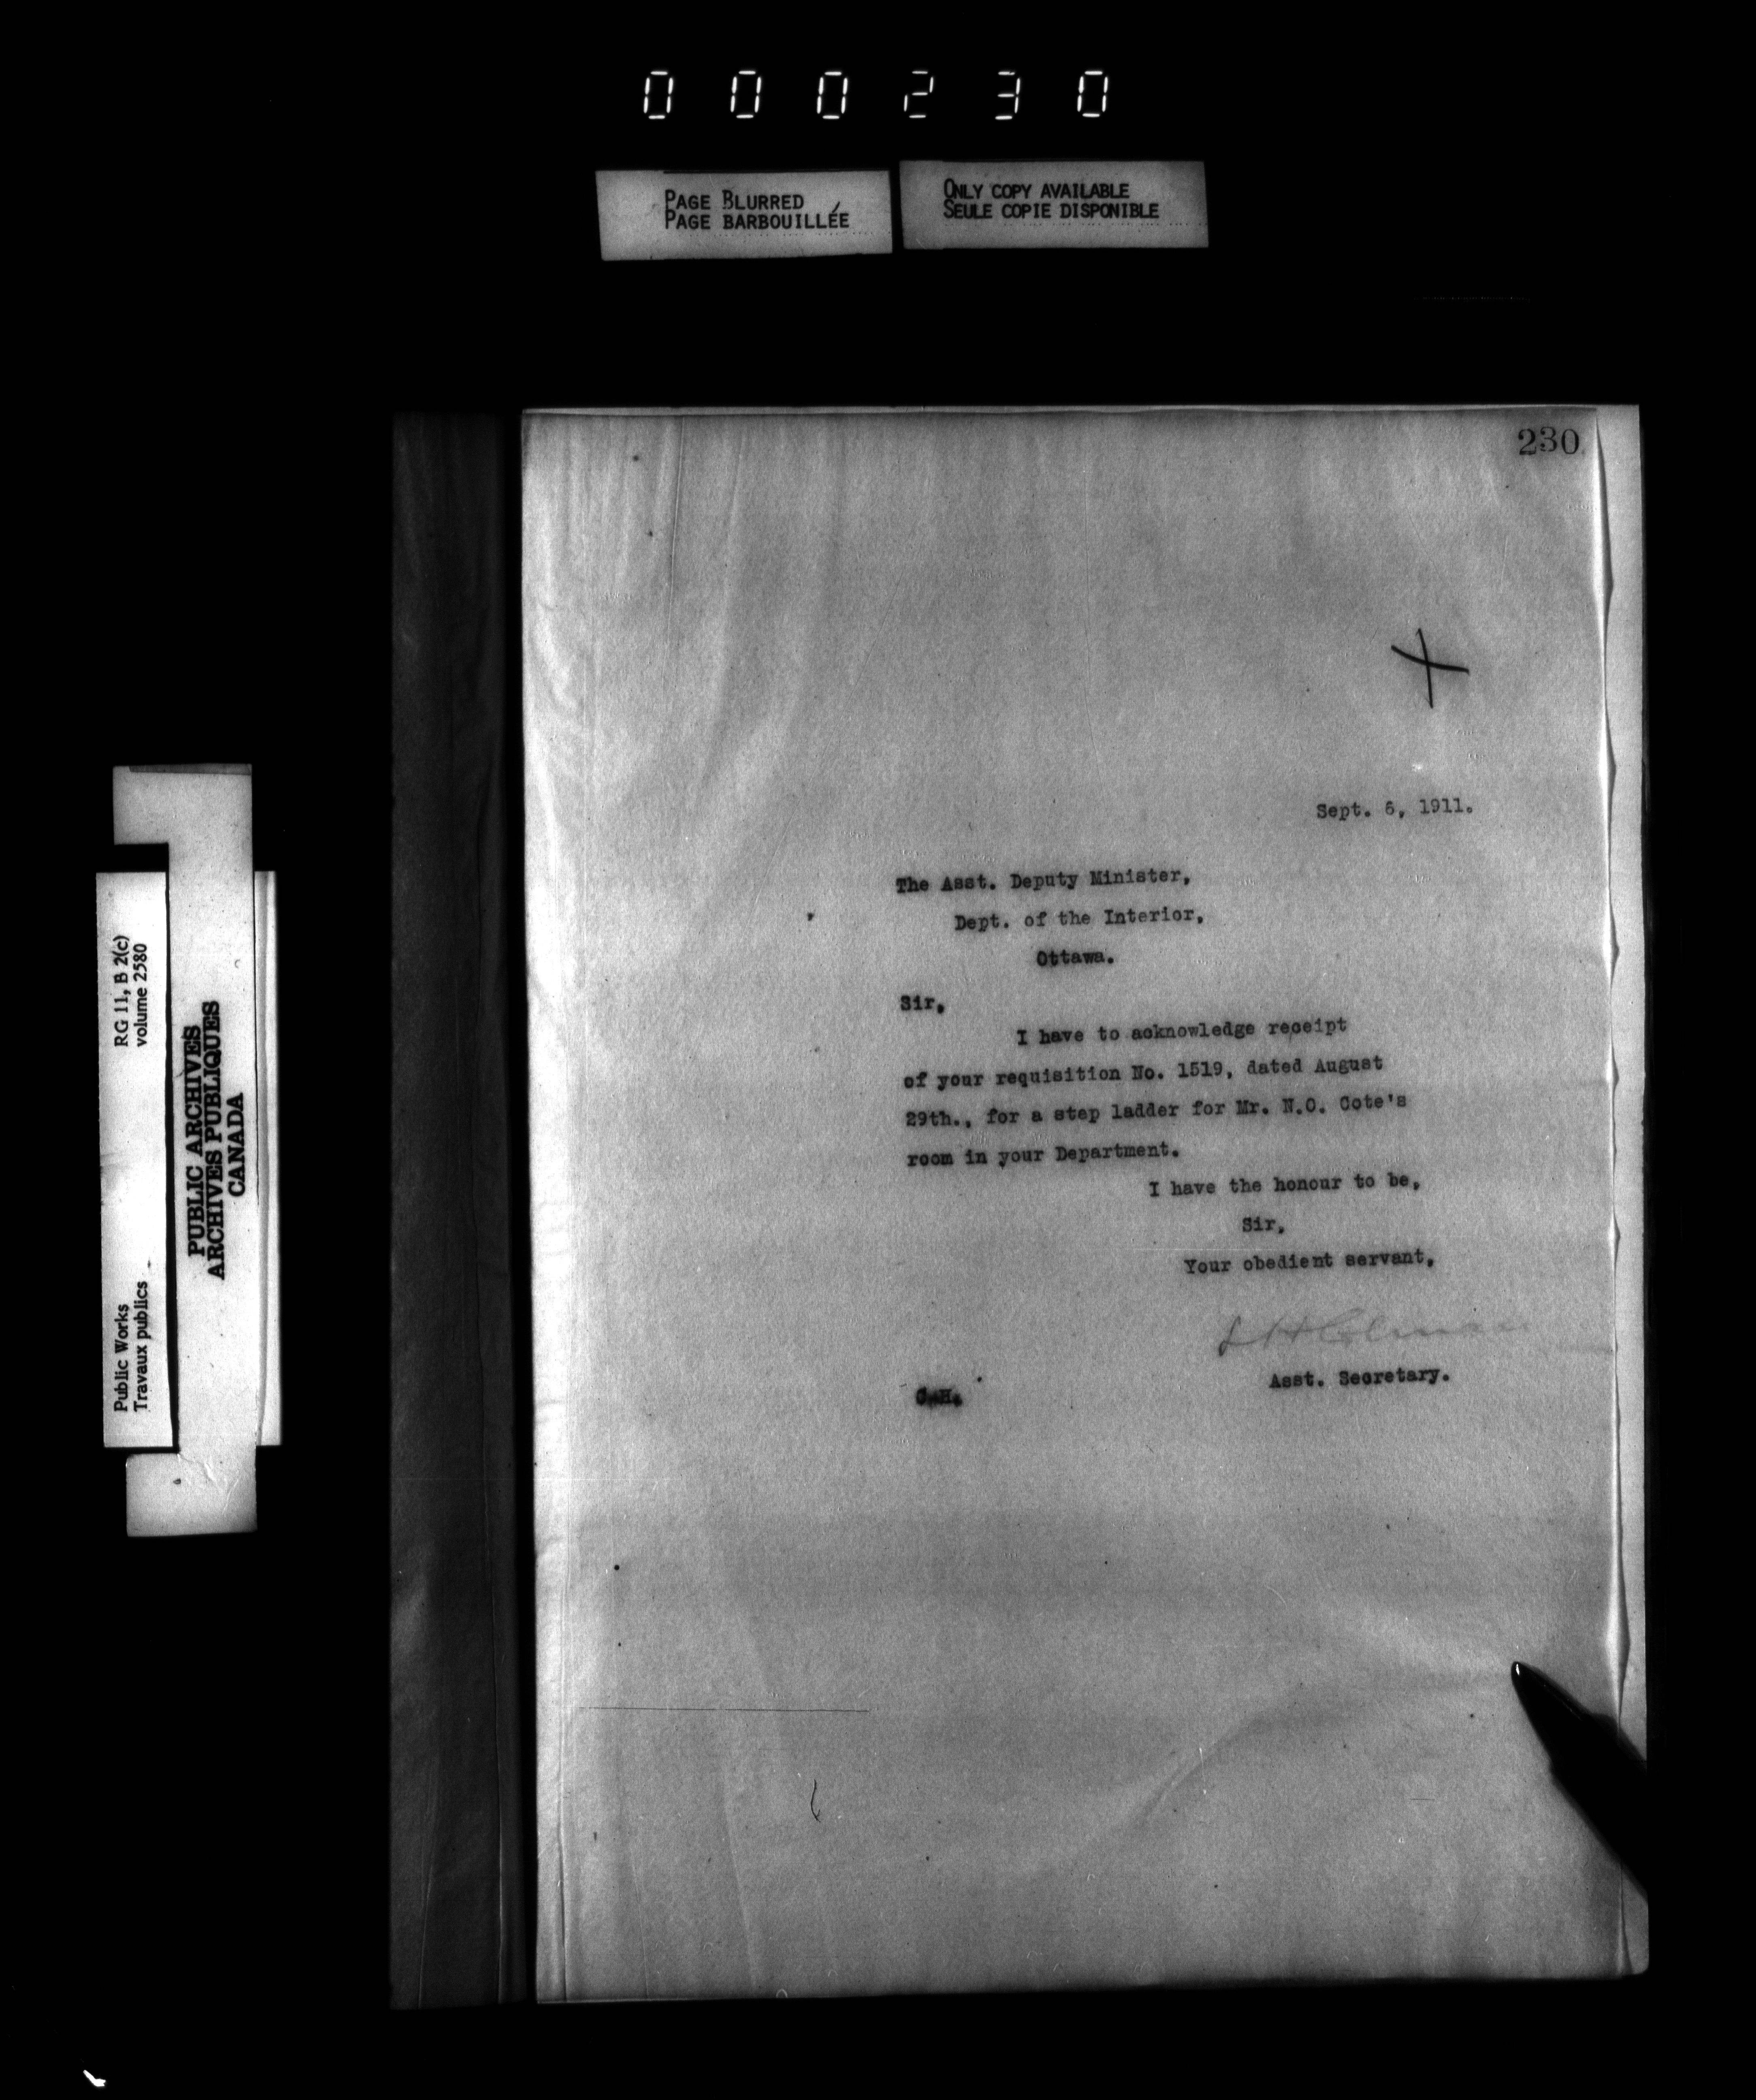 000230
PAGE BLURRED
PAGE BARBOUILLÉE
ONLY COPY AVAILABLE
SEULE COPIE DISPONIBLE
230
Sept. 6, 1911.
The Asst. Deputy Minister,
Dept. of the Interior,
Ottawa.
Sir,
I have to acknowledge receipt
of your requisition No. 1519, dated August
29th., for a step ladder for Mr. N.O. Cote's
room in your Department.
I have the honour to be,
Sir,
Your obedient servant,
Asst. Secretary.
C.H.
RG 11, B 2(c)
volume 2580
Public Works
Travaux publics
PUBLIC ARCHIVES
ARCHIVES PUBLIQUES
CANADA